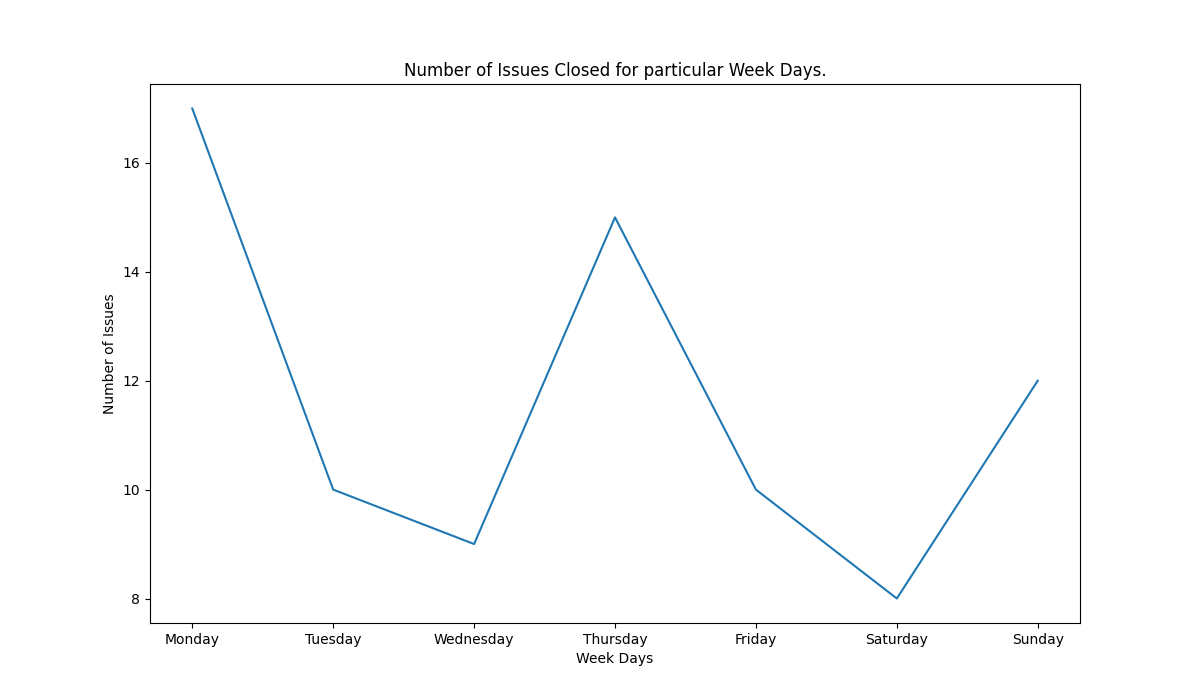 Number of Issues Closed for particular Week Days.
Number of Issues
16
14
12
10
8
Monday Tuesday Wednesday Thursday Friday Saturday Sunday
Week Days